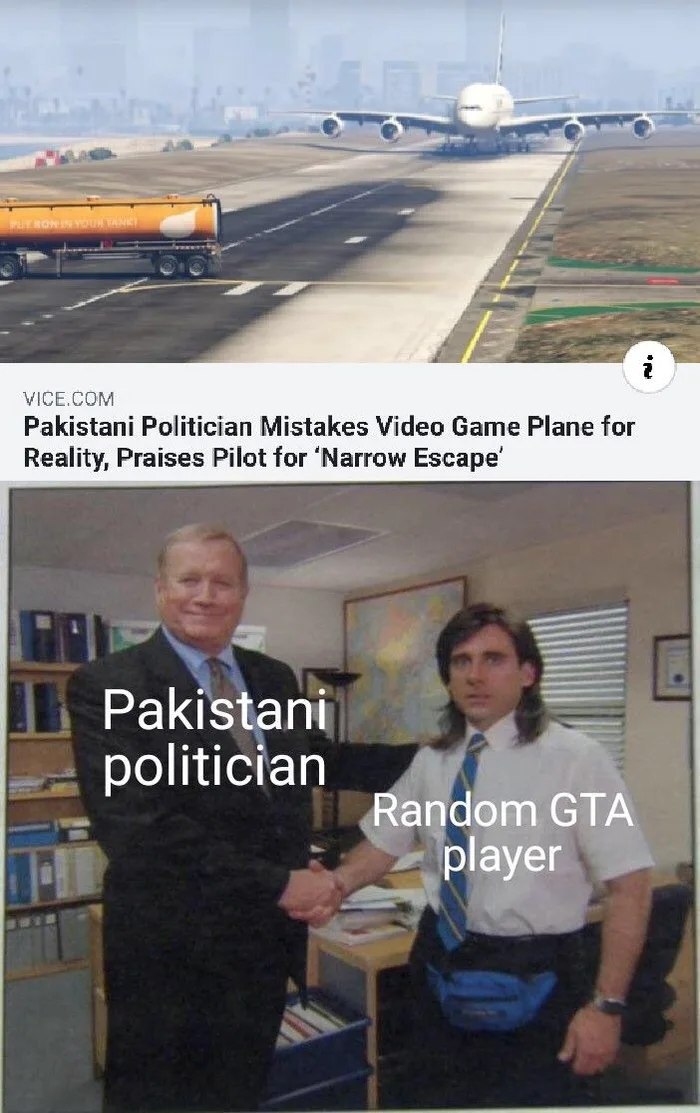 PUT RON IN YOUR TANK!
i
VICE.COM
Pakistani Politician Mistakes Video Game Plane for
Reality, Praises Pilot for ‘Narrow Escape’
Pakistani
politician
Random GTA
player